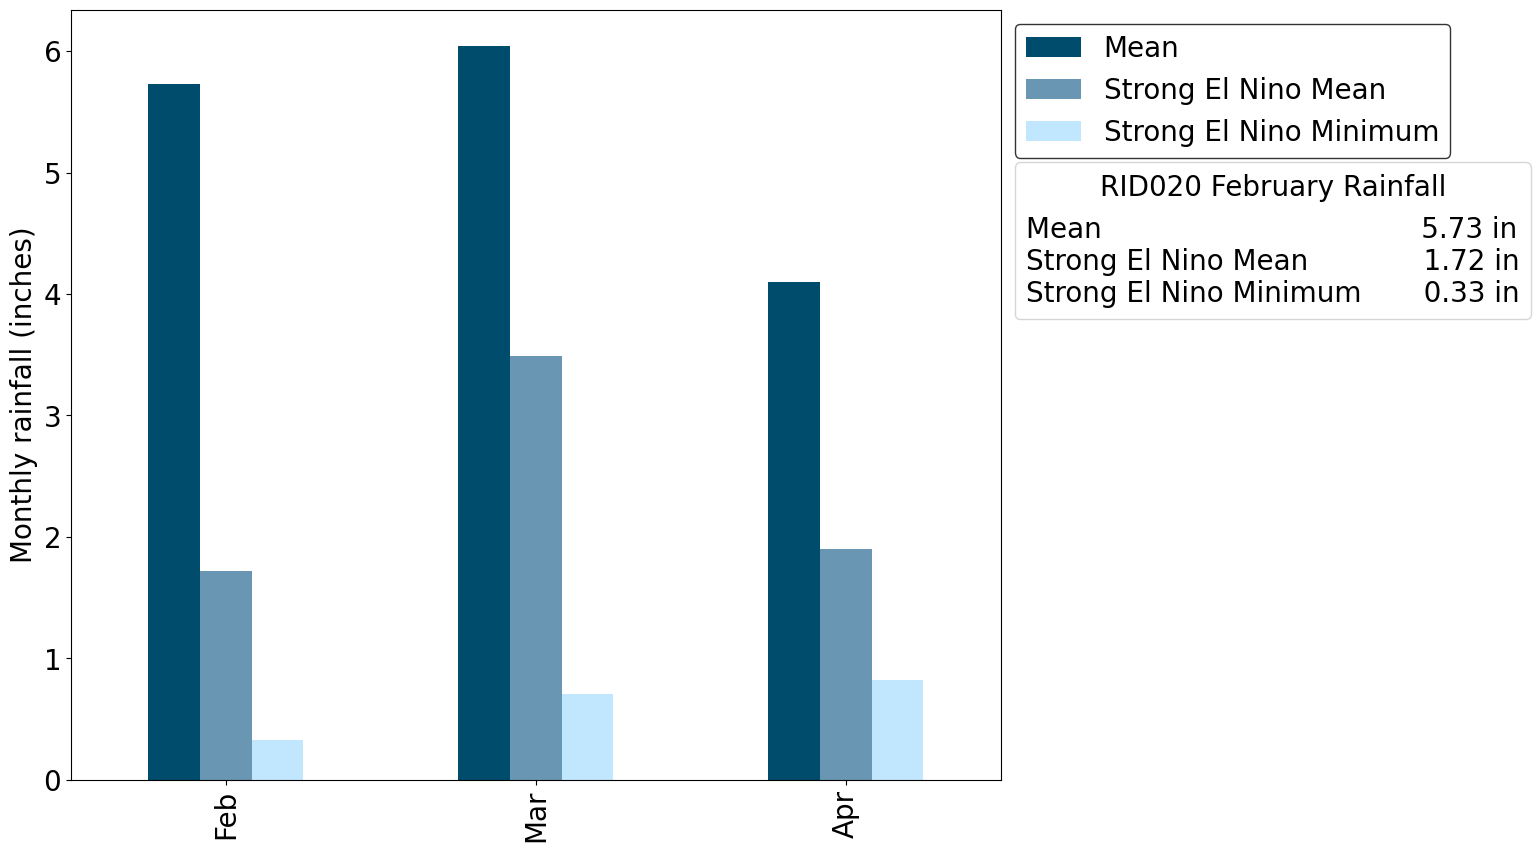 Monthly rainfall (inches)
6
5
4
3
2
1
0
Feb
Mar
Apr
Mean
Strong El Nino Mean
Strong El Nino Minimum
RID020 February Rainfall
Mean 5.73 in
Strong El Nino Mean 1.72 in
Strong El Nino Minimum 0.33 in